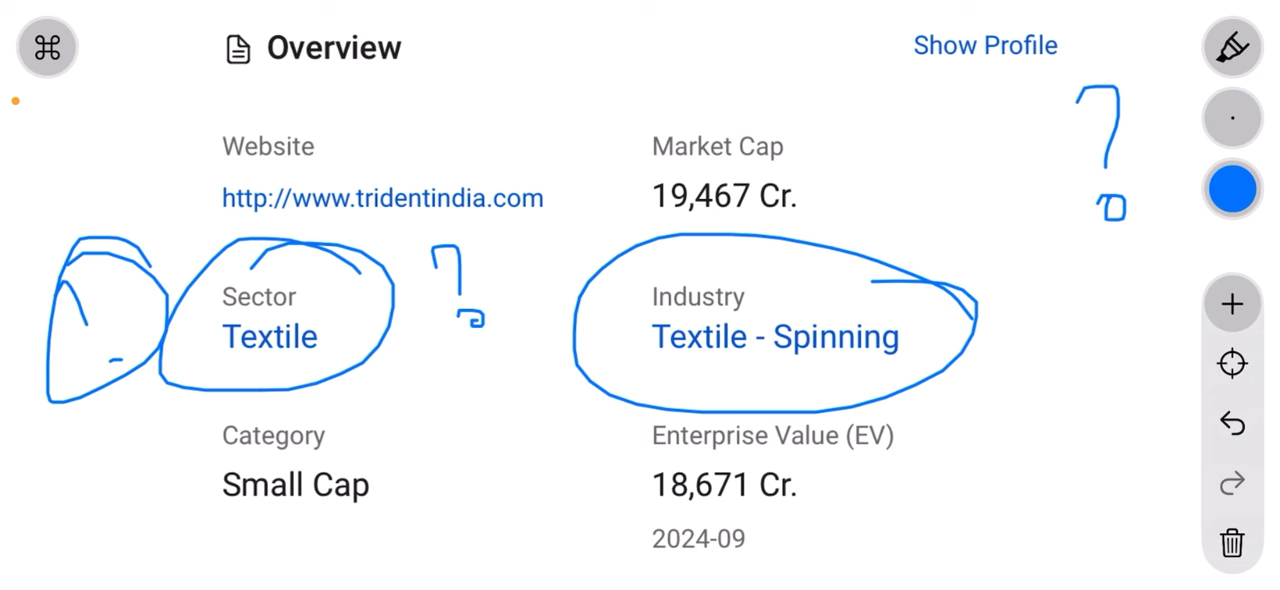 Overview
Show Profile
Website
Market Cap
http://www.tridentindia.com
19,467 Cr.
?
?
Sector
Industry
Textile
Textile - Spinning
Category
Enterprise Value (EV)
Small Cap
18,671 Cr.
2024-09